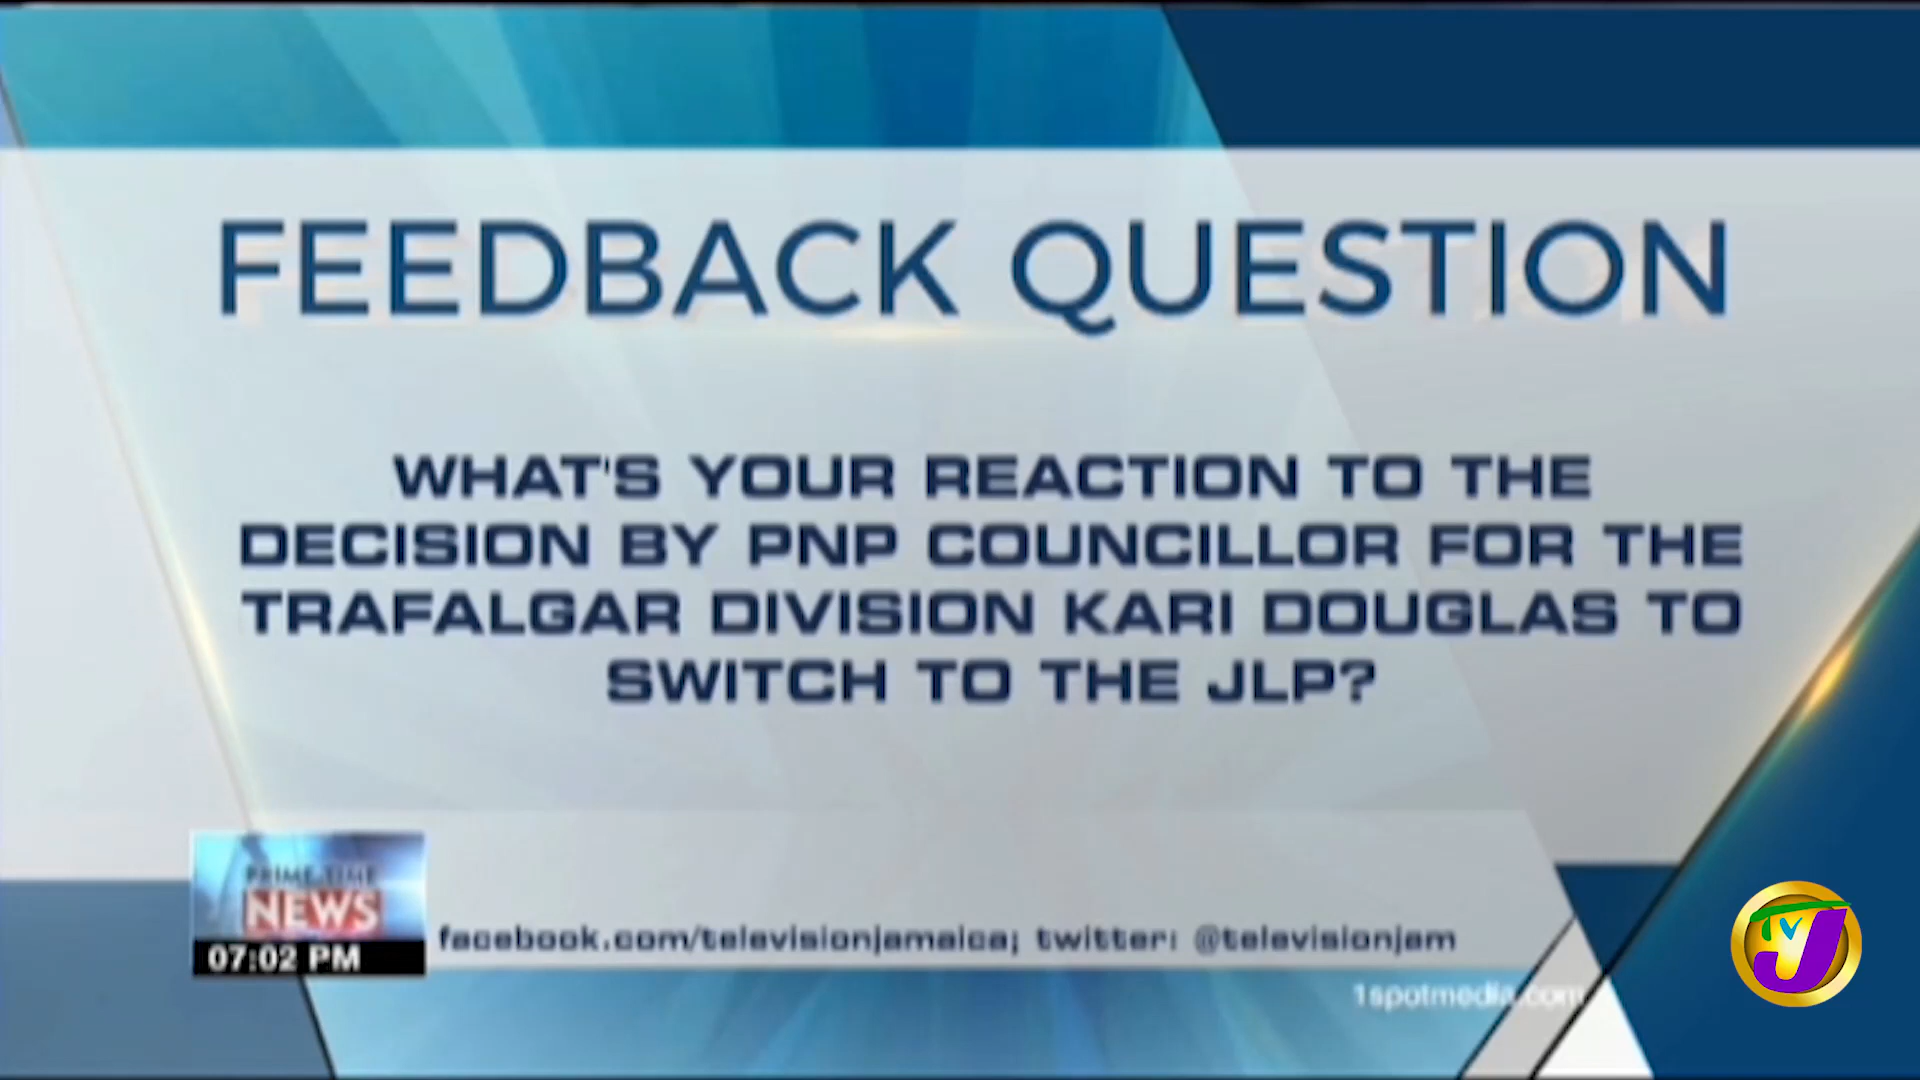 FEEDBACK QUESTION
WHAT'S YOUR REACTION TO THE
DECISION BY PNP COUNCILLOR FOR THE
TRAFALGAR DIVISION KARI DOUGLAS TO
SWITCH TO THE JLP?
PRIME TIME
NEWS
07:02 PM
facebook.com/televisionjamaica; twitter: @televisionjam
1spotmedia.com
TVJ